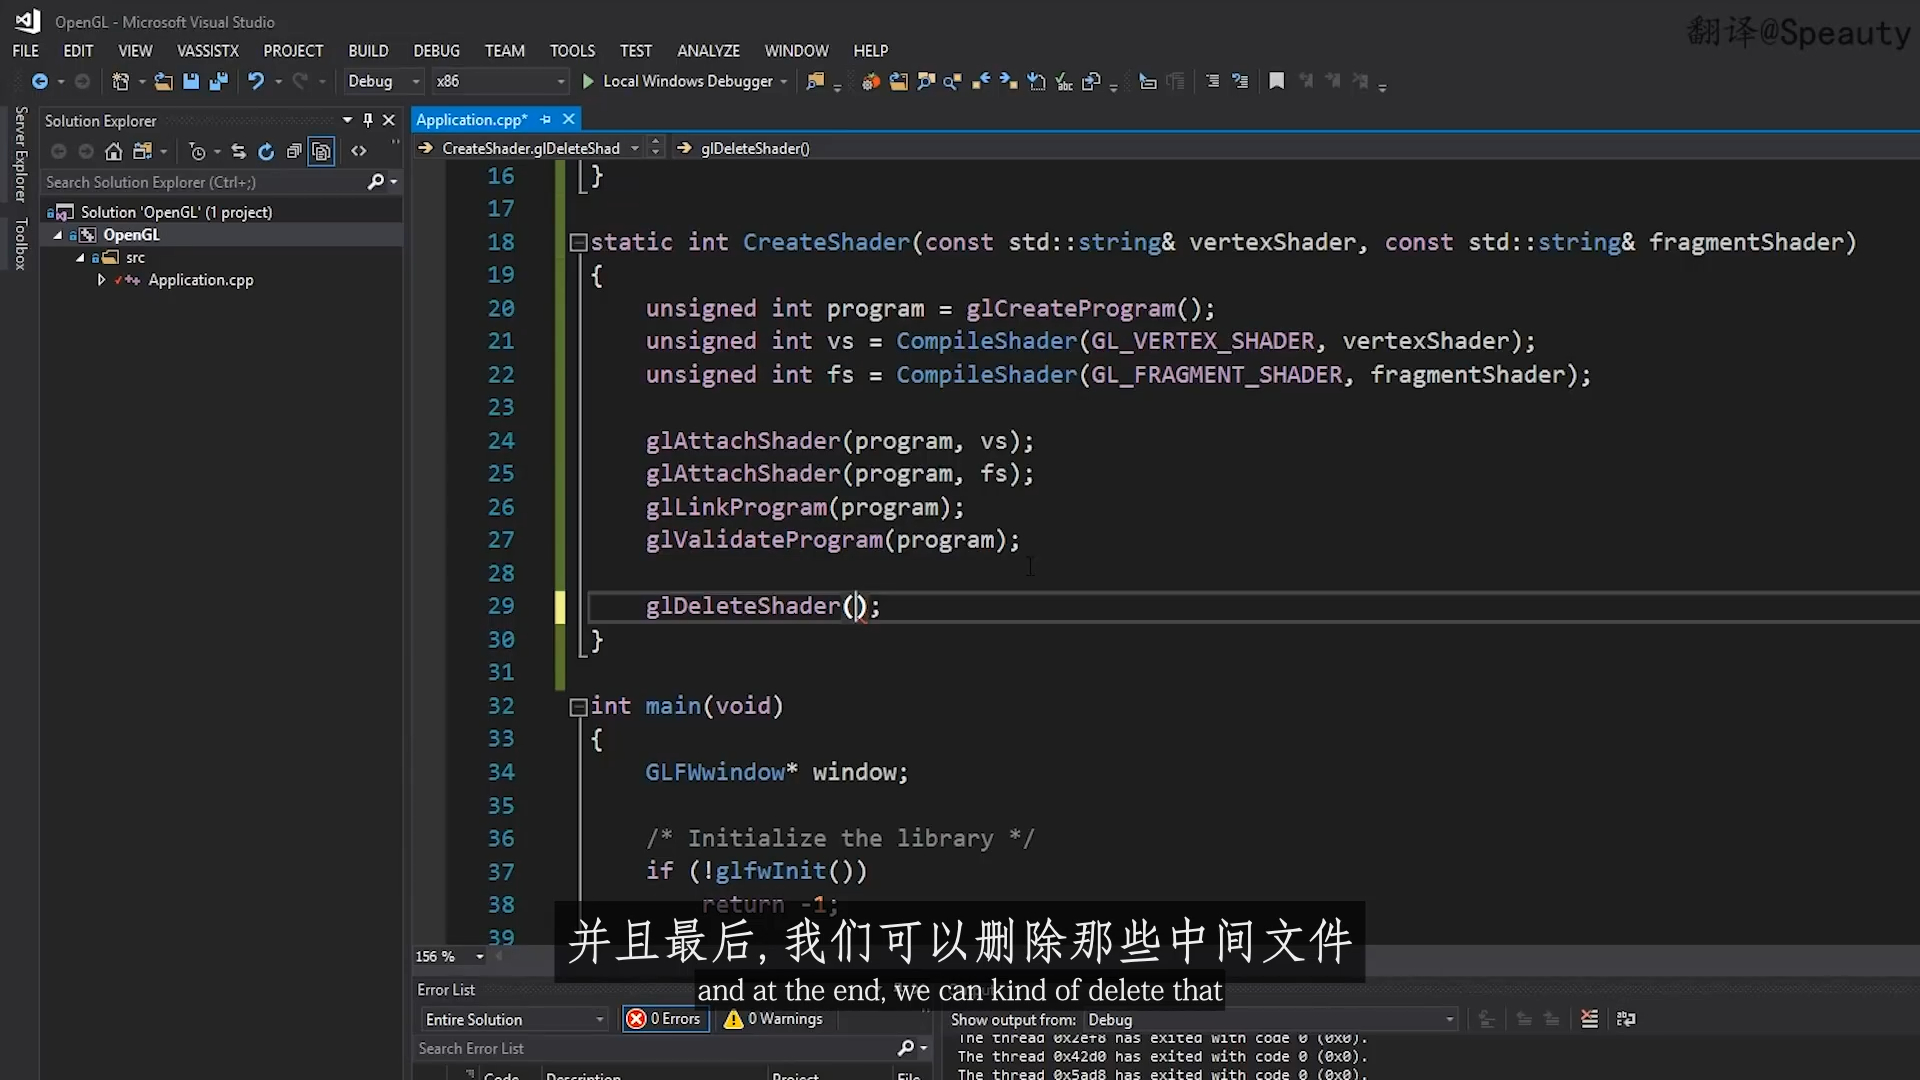 OpenGL - Microsoft Visual Studio
翻译@Speauty
FILE EDIT VIEW VASSISTX PROJECT BUILD DEBUG TEAM TOOLS TEST ANALYZE WINDOW HELP
Debug x86 Local Windows Debugger
Server Explorer
Toolbox
Solution Explorer
Search Solution Explorer (Ctrl+;)
Solution 'OpenGL' (1 project)
OpenGL
src
Application.cpp
Application.cpp*
CreateShader.glDeleteShad glDeleteShader()
16 }
17
18 static int CreateShader(const std::string& vertexShader, const std::string& fragmentShader)
19 {
20 unsigned int program = glCreateProgram();
21 unsigned int vs = CompileShader(GL_VERTEX_SHADER, vertexShader);
22 unsigned int fs = CompileShader(GL_FRAGMENT_SHADER, fragmentShader);
23
24 glAttachShader(program, vs);
25 glAttachShader(program, fs);
26 glLinkProgram(program);
27 glValidateProgram(program);
28
29 glDeleteShader();
30 }
31
32 int main(void)
33 {
34 GLFWwindow* window;
35
36 /* Initialize the library */
37 if (!glfwInit())
38 return -1;
39
并且最后, 我们可以删除那些中间文件
and at the end, we can kind of delete that
156 %
Error List
Entire Solution 0 Errors 0 Warnings
Search Error List
Code Description Project File
Show output from: Debug
The thread 0x2ef8 has exited with code 0 (0x0).
The thread 0x42d0 has exited with code 0 (0x0).
The thread 0x5ad8 has exited with code 0 (0x0).